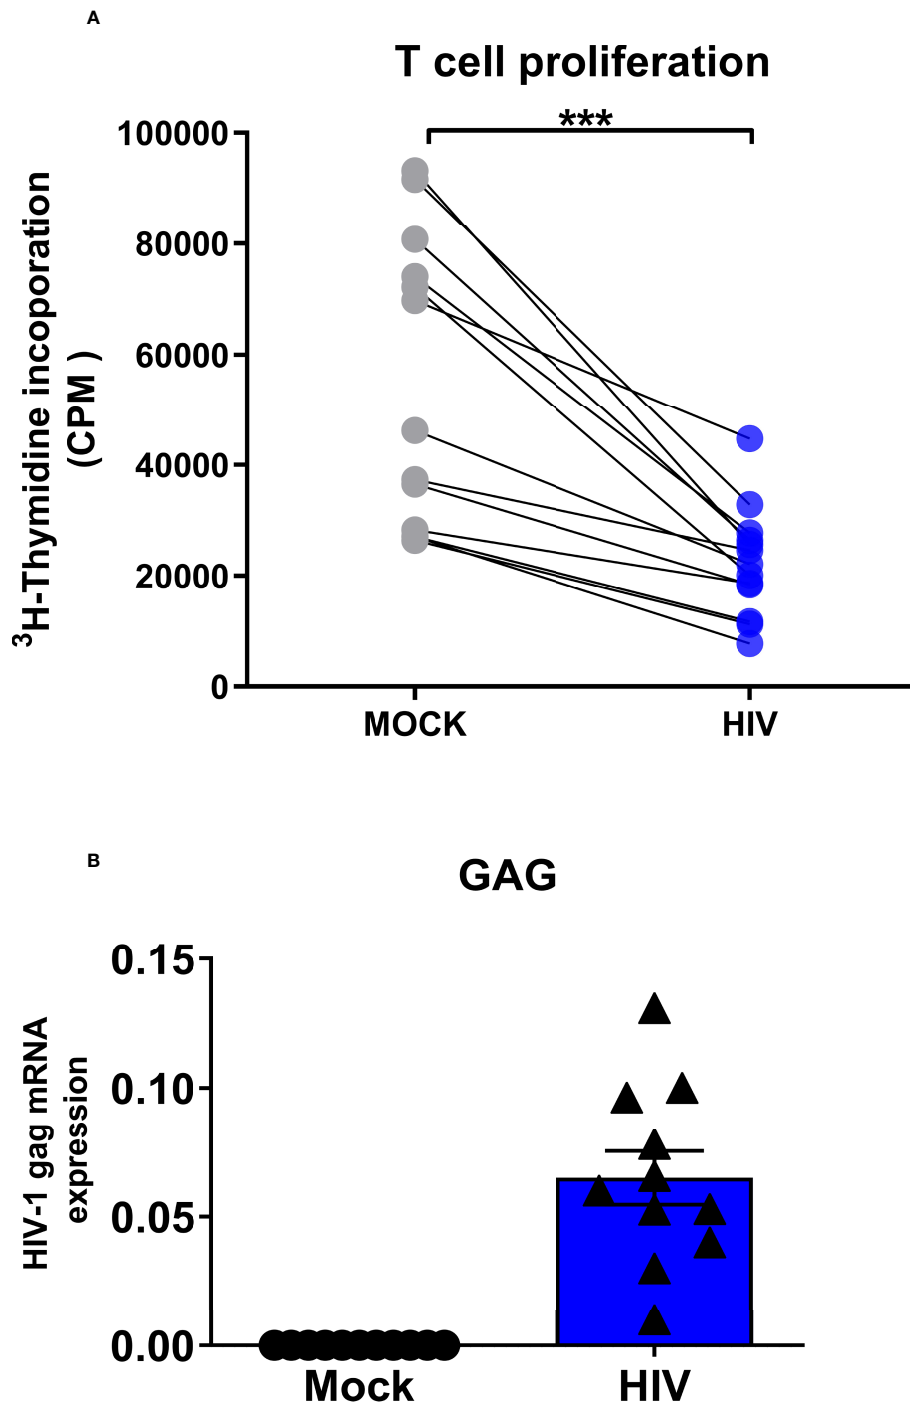 A
T cell proliferation
***
100000
80000
60000
40000
20000
0
³H-Thymidine incoporation
(CPM )
MOCK
HIV
B
GAG
0.15
0.10
0.05
0.00
HIV-1 gag mRNA
expression
Mock
HIV